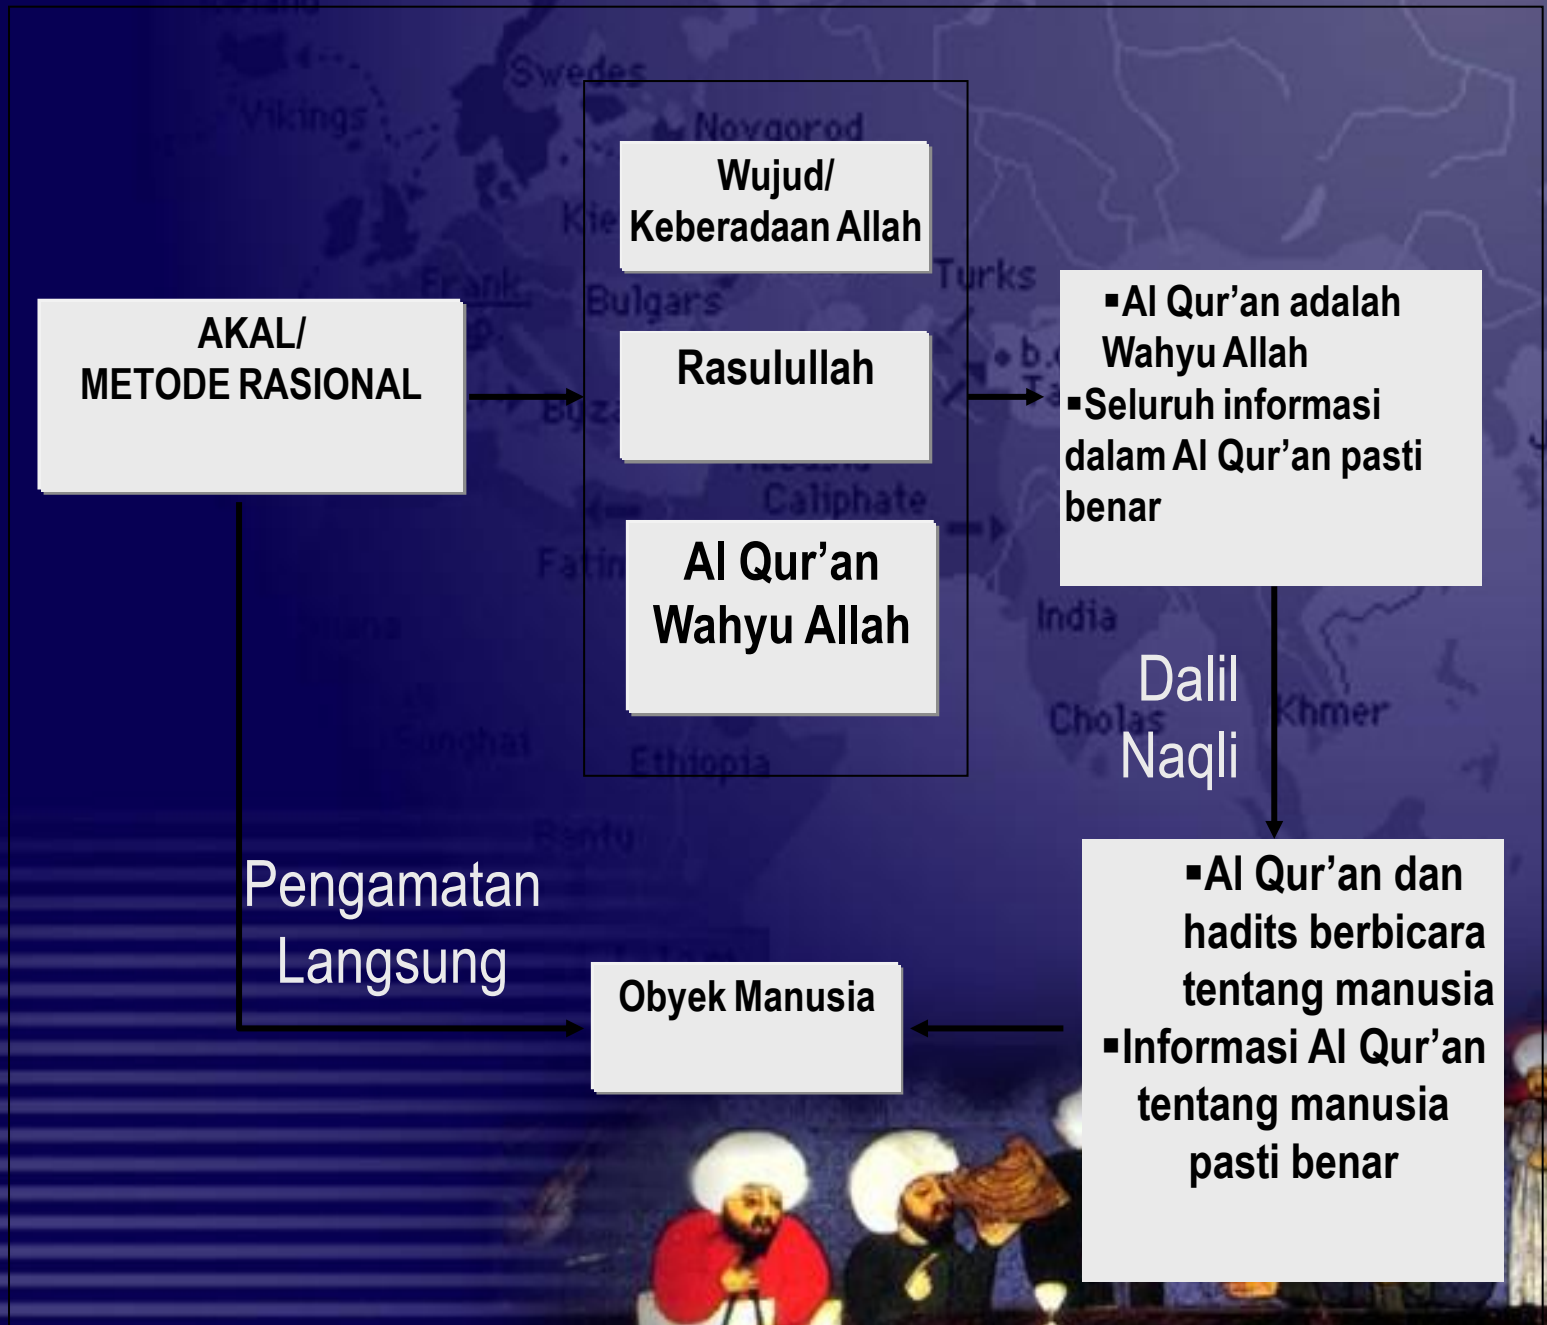 Swedes
Vikings
Novgorod
Wujud/
Keberadaan Allah
Turks
Bulgars
AKAL/
METODE RASIONAL
Rasulullah
▪Al Qur’an adalah
Wahyu Allah
▪Seluruh informasi
dalam Al Qur’an pasti
benar
Caliphate
Al Qur’an
Wahyu Allah
India
Dalil
Naqli
Cholas
Khmer
Songhai
Ethiopia
Bantu
Pengamatan
Langsung
Obyek Manusia
▪Al Qur’an dan
hadits berbicara
tentang manusia
▪Informasi Al Qur’an
tentang manusia
pasti benar